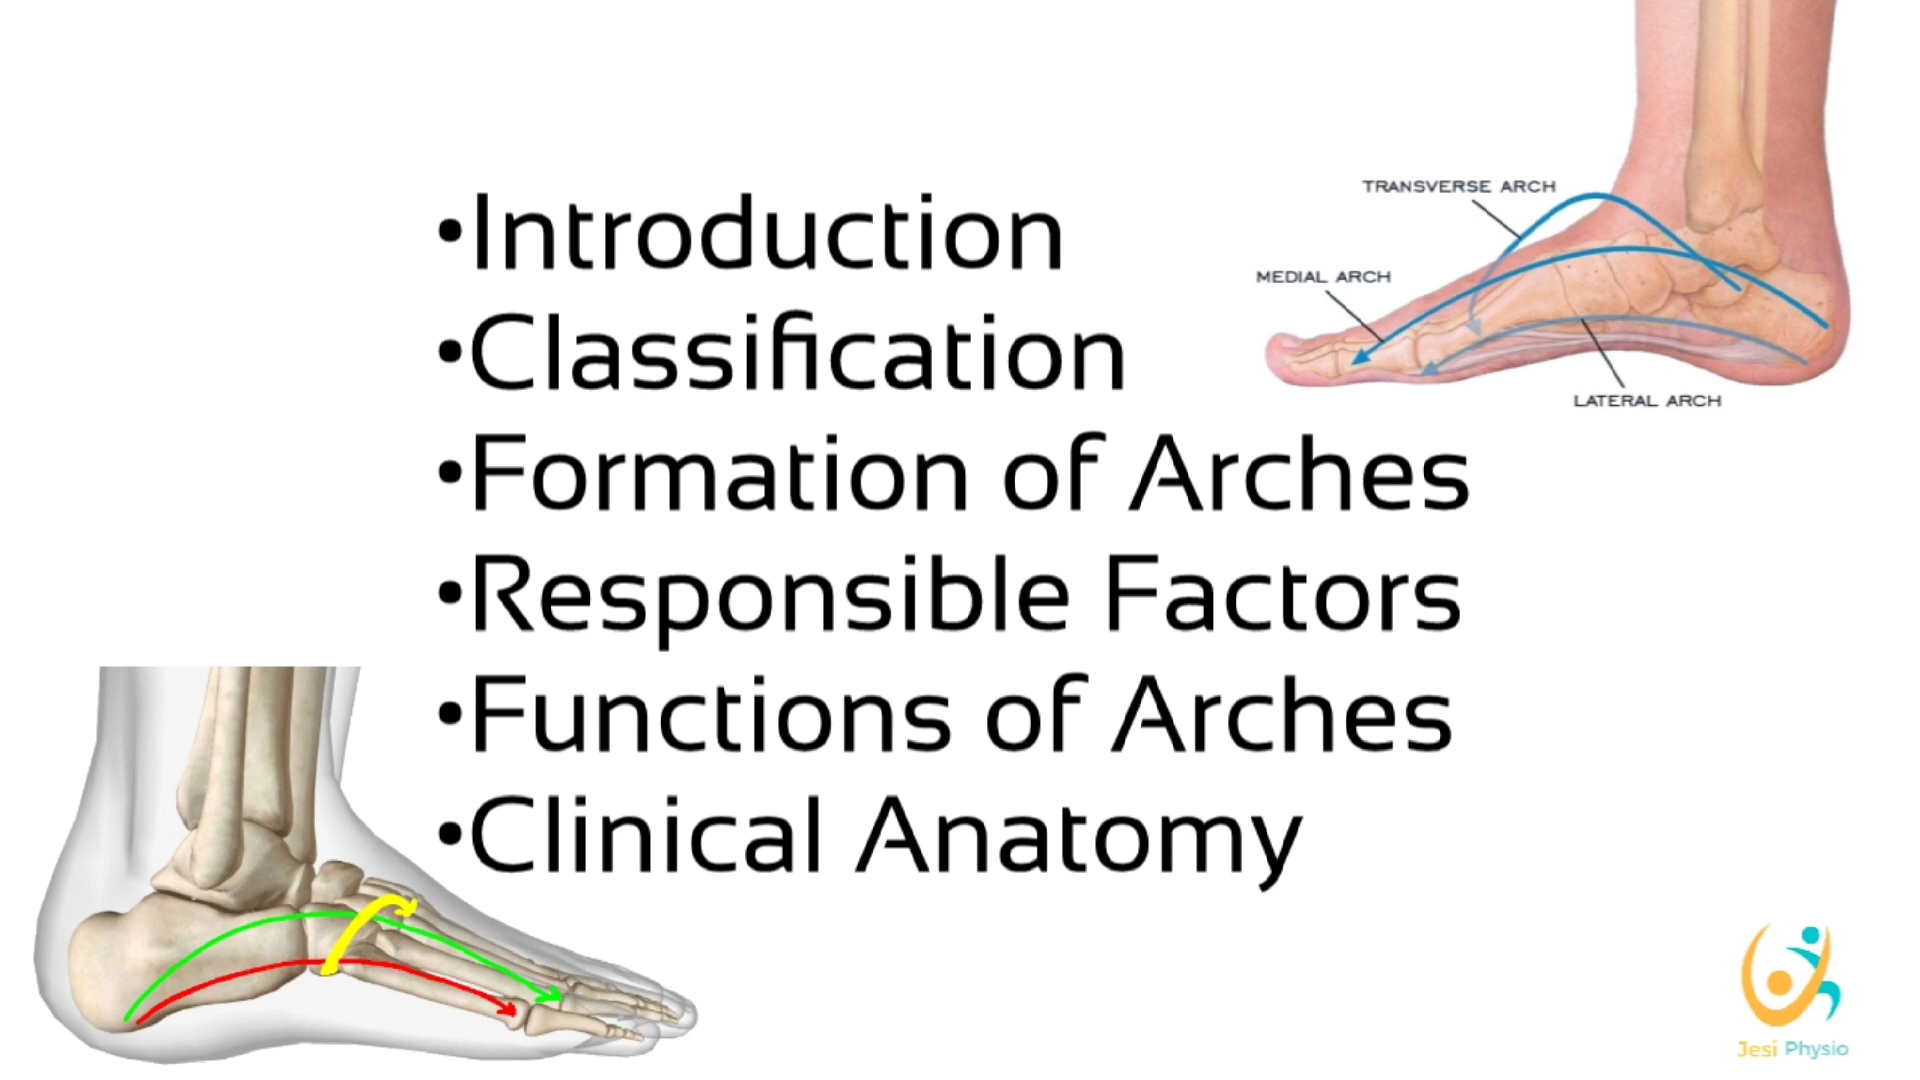 TRANSVERSE ARCH
MEDIAL ARCH
LATERAL ARCH
•Introduction
•Classification
•Formation of Arches
•Responsible Factors
•Functions of Arches
•Clinical Anatomy
Jesi Physio